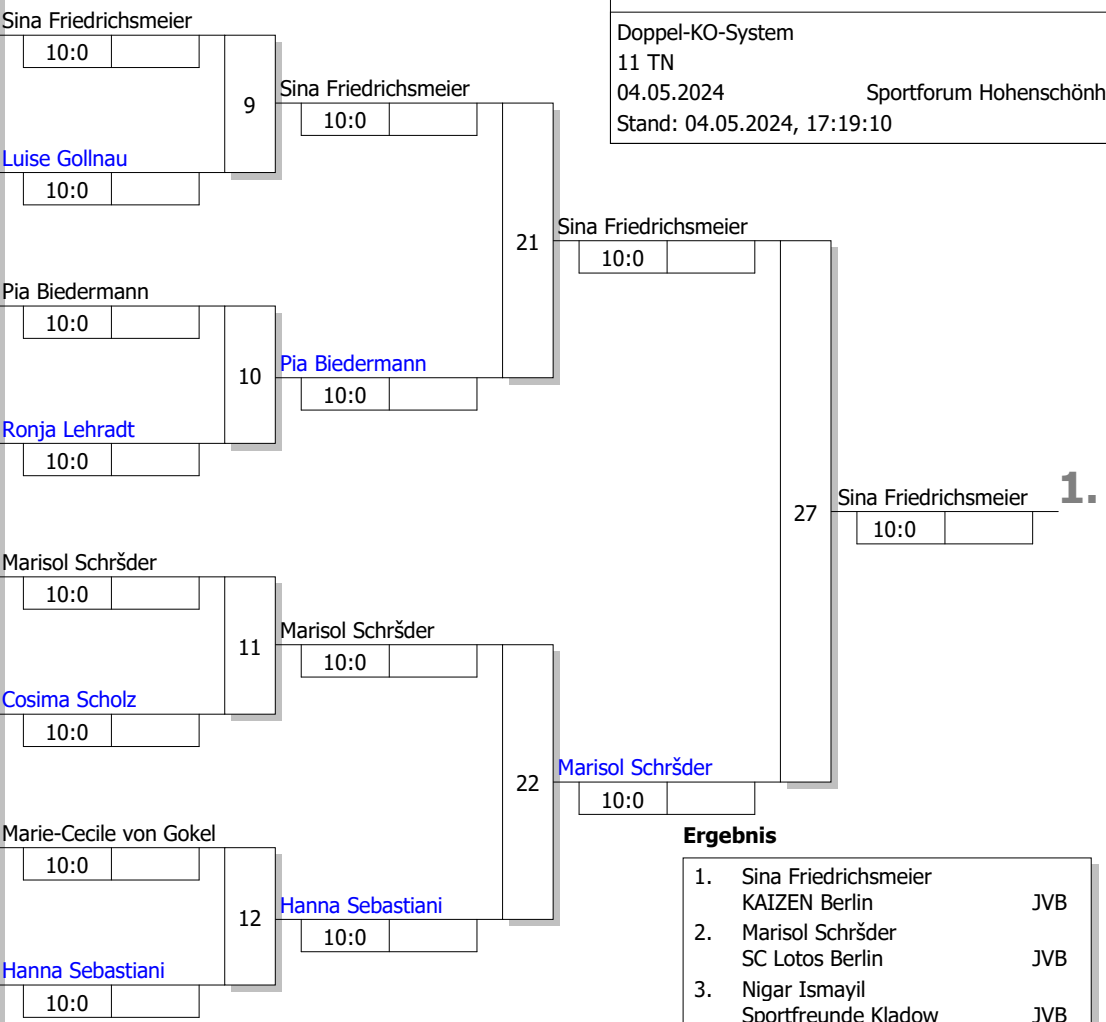 Doppel-KO-System
11 TN
04.05.2024 Sportforum Hohenschönh
Stand: 04.05.2024, 17:19:10
Sina Friedrichsmeier
10:0
9
Luise Gollnau
10:0
Pia Biedermann
10:0
10
Ronja Lehradt
10:0
Marisol Schršder
10:0
11
Cosima Scholz
10:0
Marie-Cecile von Gokel
10:0
12
Hanna Sebastiani
10:0
Sina Friedrichsmeier
10:0
21
Pia Biedermann
10:0
Marisol Schršder
10:0
22
Hanna Sebastiani
10:0
Sina Friedrichsmeier
10:0
27
Marisol Schršder
10:0
Sina Friedrichsmeier 1.
10:0
Ergebnis
1. Sina Friedrichsmeier
KAIZEN Berlin JVB
2. Marisol Schršder
SC Lotos Berlin JVB
3. Nigar Ismayil
Sportfreunde Kladow JVB